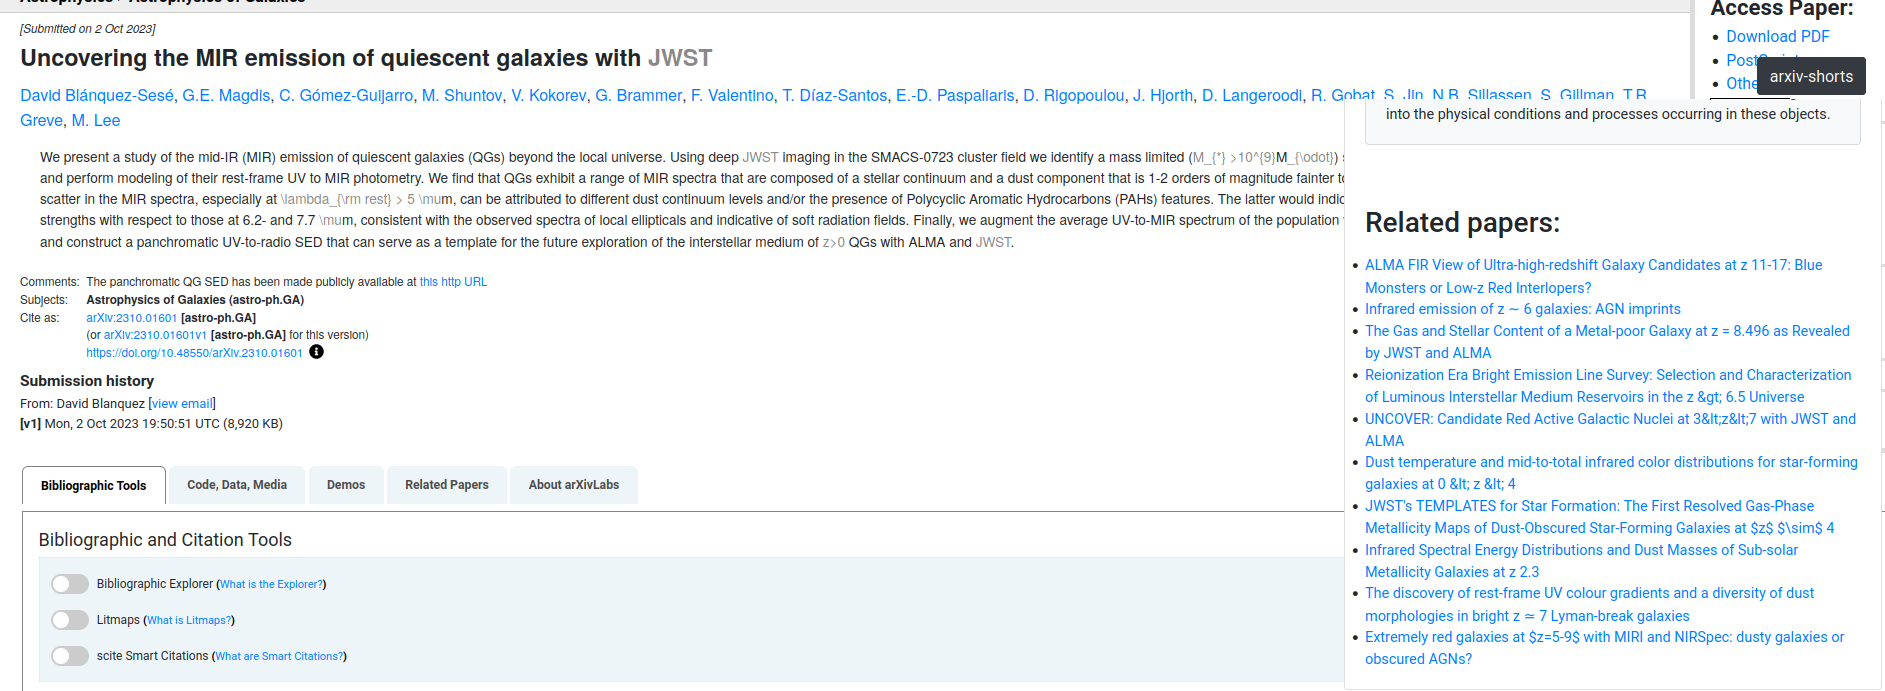 Astrophysics > Astrophysics of Galaxies
[Submitted on 2 Oct 2023]
Uncovering the MIR emission of quiescent galaxies with JWST
David Blánquez-Sesé, G.E. Magdis, C. Gómez-Guijarro, M. Shuntov, V. Kokorev, G. Brammer, F. Valentino, T. Díaz-Santos, E.-D. Paspaliaris, D. Rigopoulou, J. Hjorth, D. Langeroodi, R. Gobat, S. Jin, N.B. Sillassen, S. Gillman, T.R.
Greve, M. Lee
We present a study of the mid-IR (MIR) emission of quiescent galaxies (QGs) beyond the local universe. Using deep JWST imaging in the SMACS-0723 cluster field we identify a mass limited (M_{*} >10^{9}M_{\odot})
and perform modeling of their rest-frame UV to MIR photometry. We find that QGs exhibit a range of MIR spectra that are composed of a stellar continuum and a dust component that is 1-2 orders of magnitude fainter
scatter in the MIR spectra, especially at \lambda_{\rm rest} > 5 \mum, can be attributed to different dust continuum levels and/or the presence of Polycyclic Aromatic Hydrocarbons (PAHs) features. The latter would
strengths with respect to those at 6.2- and 7.7 \mum, consistent with the observed spectra of local ellipticals and indicative of soft radiation fields. Finally, we augment the average UV-to-MIR spectrum of the population
and construct a panchromatic UV-to-radio SED that can serve as a template for the future exploration of the interstellar medium of z>0 QGs with ALMA and JWST.
Comments: The panchromatic QG SED has been made publicly available at this http URL
Subjects: Astrophysics of Galaxies (astro-ph.GA)
Cite as: arXiv:2310.01601 [astro-ph.GA]
(or arXiv:2310.01601v1 [astro-ph.GA] for this version)
https://doi.org/10.48550/arXiv.2310.01601
Submission history
From: David Blanquez [view email]
[v1] Mon, 2 Oct 2023 19:50:51 UTC (8,920 KB)
Bibliographic Tools
Code, Data, Media
Demos
Related Papers
About arXivLabs
Bibliographic and Citation Tools
Bibliographic Explorer (What is the Explorer?)
Litmaps (What is Litmaps?)
scite Smart Citations (What are Smart Citations?)
Access Paper:
Download PDF
arxiv-shorts
into the physical conditions and processes occurring in these objects.
Related papers:
ALMA FIR View of Ultra-high-redshift Galaxy Candidates at z 11-17: Blue
Monsters or Low-z Red Interlopers?
Infrared emission of z ∼ 6 galaxies: AGN imprints
The Gas and Stellar Content of a Metal-poor Galaxy at z = 8.496 as Revealed
by JWST and ALMA
Reionization Era Bright Emission Line Survey: Selection and Characterization
of Luminous Interstellar Medium Reservoirs in the z &gt; 6.5 Universe
UNCOVER: Candidate Red Active Galactic Nuclei at 3&lt;z&lt;7 with JWST and
ALMA
Dust temperature and mid-to-total infrared color distributions for star-forming
galaxies at 0 &lt; z &lt; 4
JWST's TEMPLATES for Star Formation: The First Resolved Gas-Phase
Metallicity Maps of Dust-Obscured Star-Forming Galaxies at $z$ $\sim$ 4
Infrared Spectral Energy Distributions and Dust Masses of Sub-solar
Metallicity Galaxies at z 2.3
The discovery of rest-frame UV colour gradients and a diversity of dust
morphologies in bright z ≃ 7 Lyman-break galaxies
Extremely red galaxies at $z=5-9$ with MIRI and NIRSpec: dusty galaxies or
obscured AGNs?